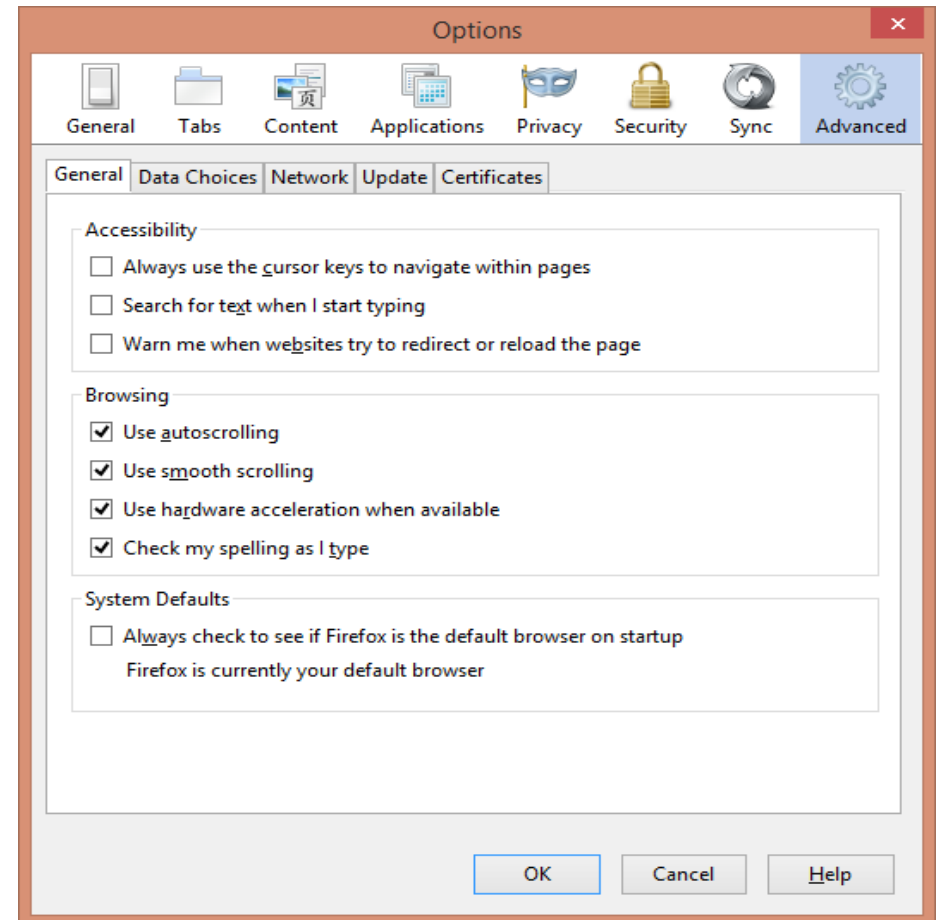 Options
General Tabs Content Applications Privacy Security Sync Advanced
General Data Choices Network Update Certificates
Accessibility
Always use the cursor keys to navigate within pages
Search for text when I start typing
Warn me when websites try to redirect or reload the page
Browsing
Use autoscrolling
Use smooth scrolling
Use hardware acceleration when available
Check my spelling as I type
System Defaults
Always check to see if Firefox is the default browser on startup
Firefox is currently your default browser
OK Cancel Help
页